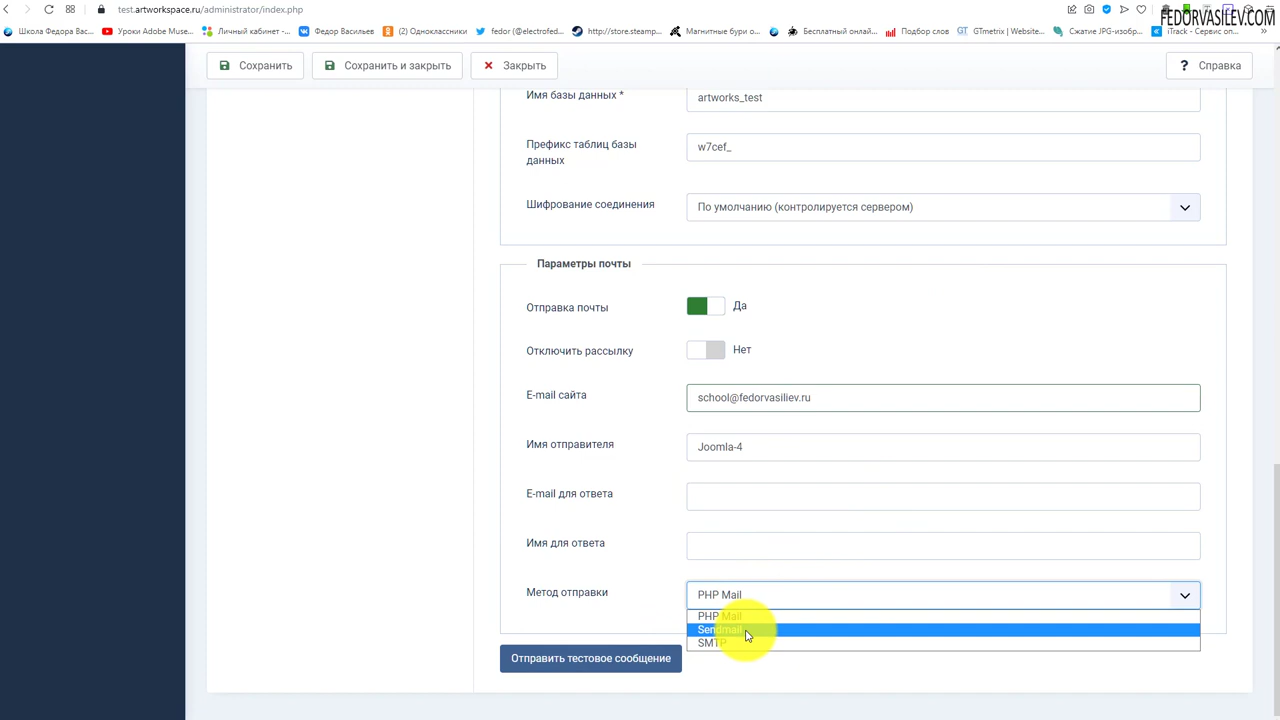 test.artworkspace.ru/administrator/index.php
FEDORVASILEV.COM
Школа Федора Вас...
Уроки Adobe Muse...
Личный кабинет -...
Федор Васильев
(2) Одноклассники
fedor (@electrofed...
http://store.steamp...
Магнитные бури о...
Бесплатный онлай...
Подбор слов
GTmetrix | Website...
Сжатие JPG-изобр...
iTrack - Сервис оп...
Сохранить
Сохранить и закрыть
Закрыть
? Справка
Имя базы данных *
artworks_test
Префикс таблиц базы
данных
w7cef_
Шифрование соединения
По умолчанию (контролируется сервером)
Параметры почты
Отправка почты
Да
Отключить рассылку
Нет
E-mail сайта
school@fedorvasiliev.ru
Имя отправителя
Joomla-4
E-mail для ответа
Имя для ответа
Метод отправки
PHP Mail
PHP Mail
Sendmail
SMTP
Отправить тестовое сообщение